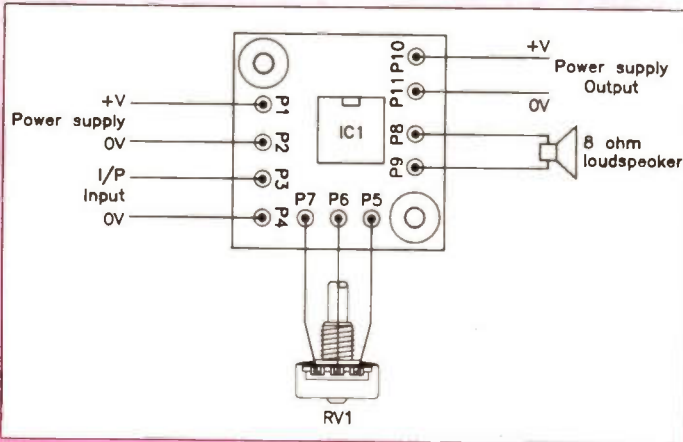 +V
Power supply
0V
I/P
Input
0V
P1
P2
P3
P4
P10
P11
P8
P9
IC1
P7 P6 P5
+V
Power supply
Output
0V
8 ohm
loudspeaker
RV1